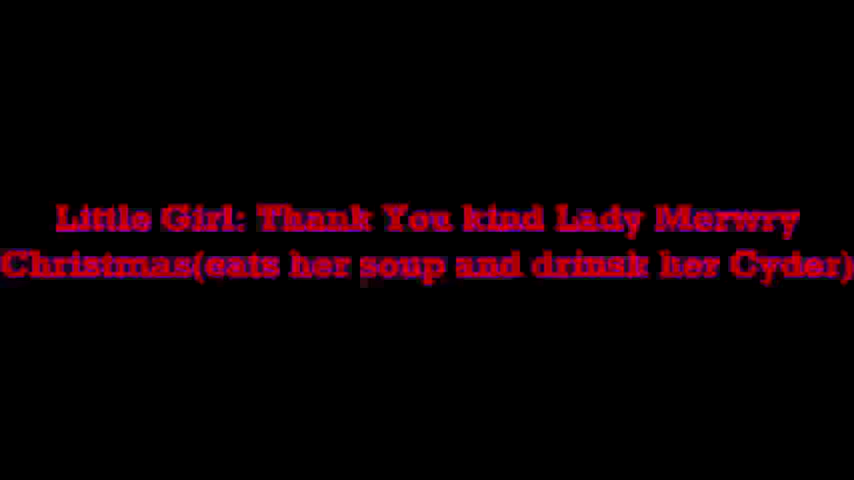 Little Girl: Thank You kind Lady Merwry
Christmas(eats her soup and drinsk her Cyder)